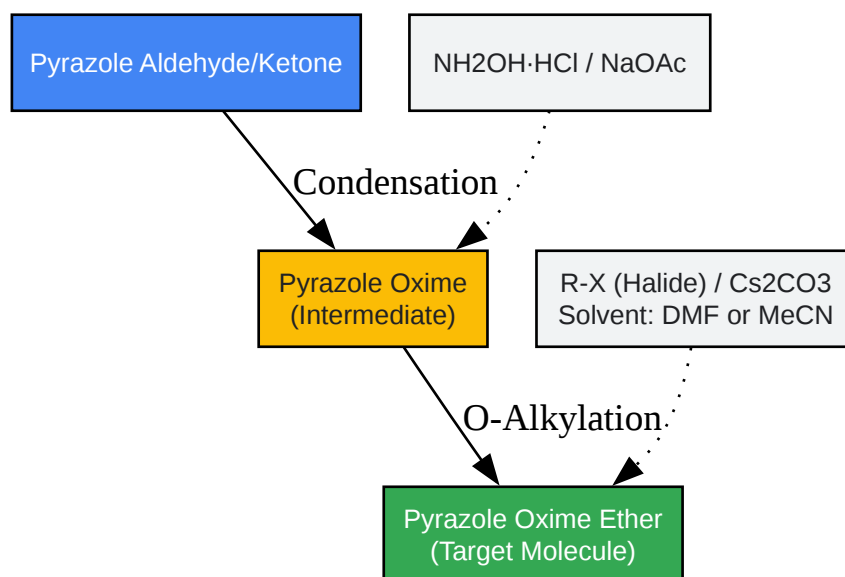 Pyrazole Aldehyde/Ketone
NH2OH·HCl / NaOAc
Condensation
Pyrazole Oxime
(Intermediate)
R-X (Halide) / Cs2CO3
Solvent: DMF or MeCN
O-Alkylation
Pyrazole Oxime Ether
(Target Molecule)